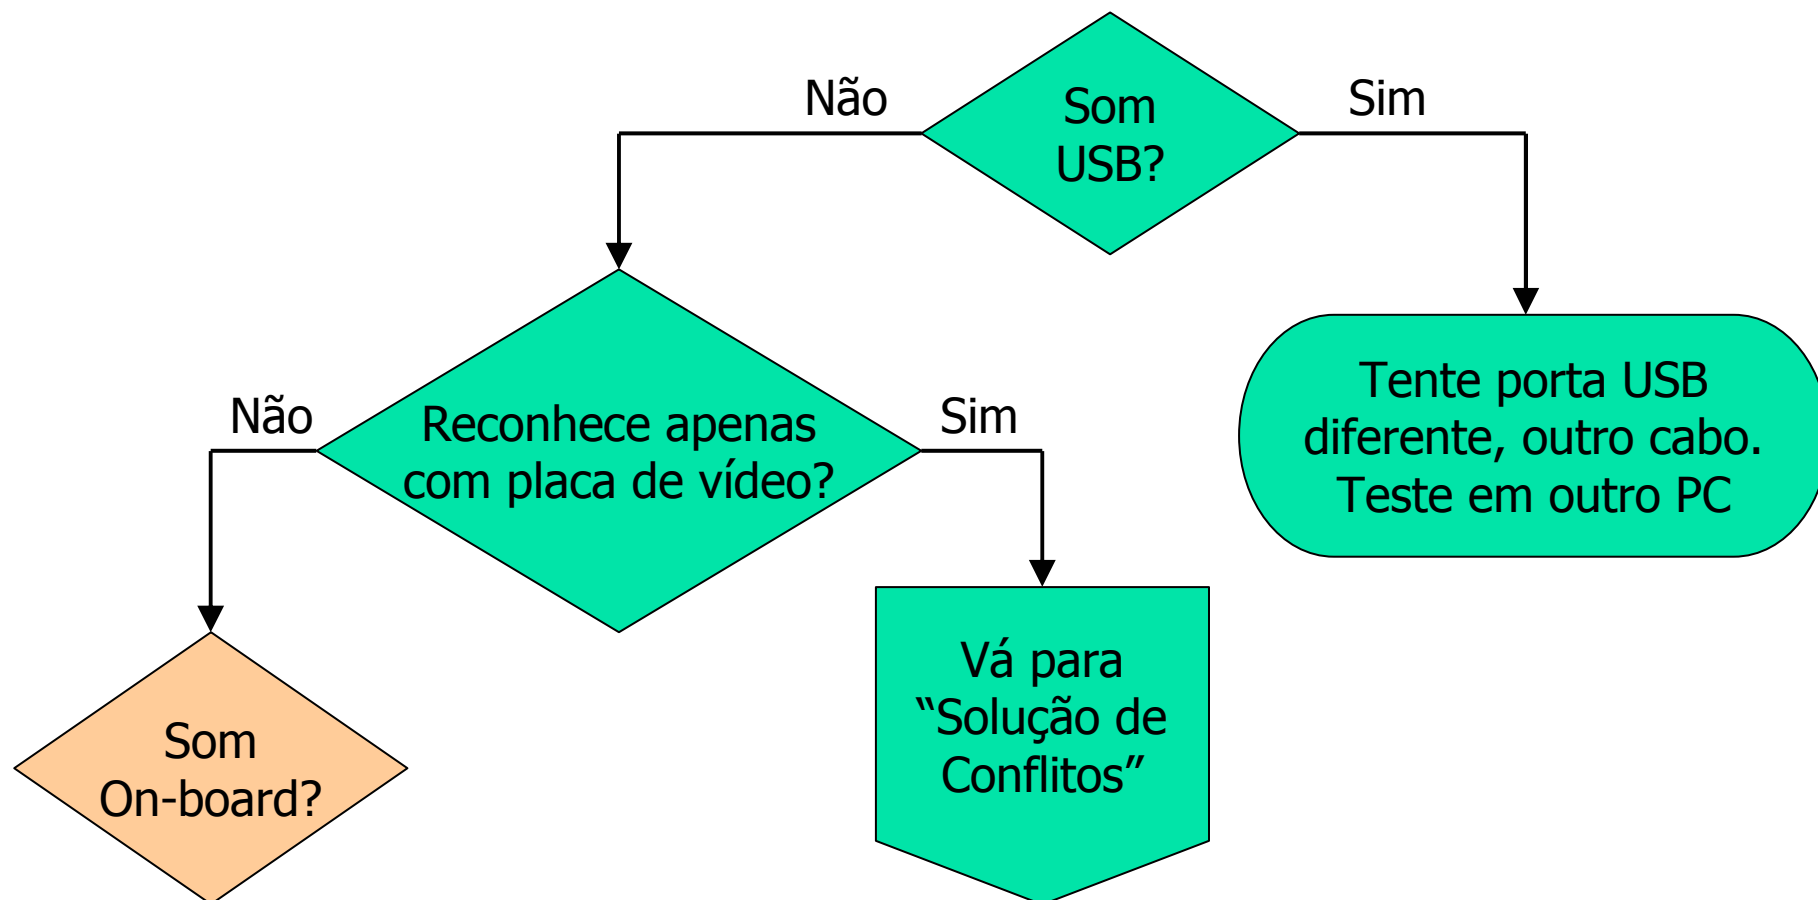 Não
Som
USB?
Sim
Não
Reconhece apenas
com placa de vídeo?
Sim
Tente porta USB
diferente, outro cabo.
Teste em outro PC
Som
On-board?
Vá para
“Solução de
Conflitos”